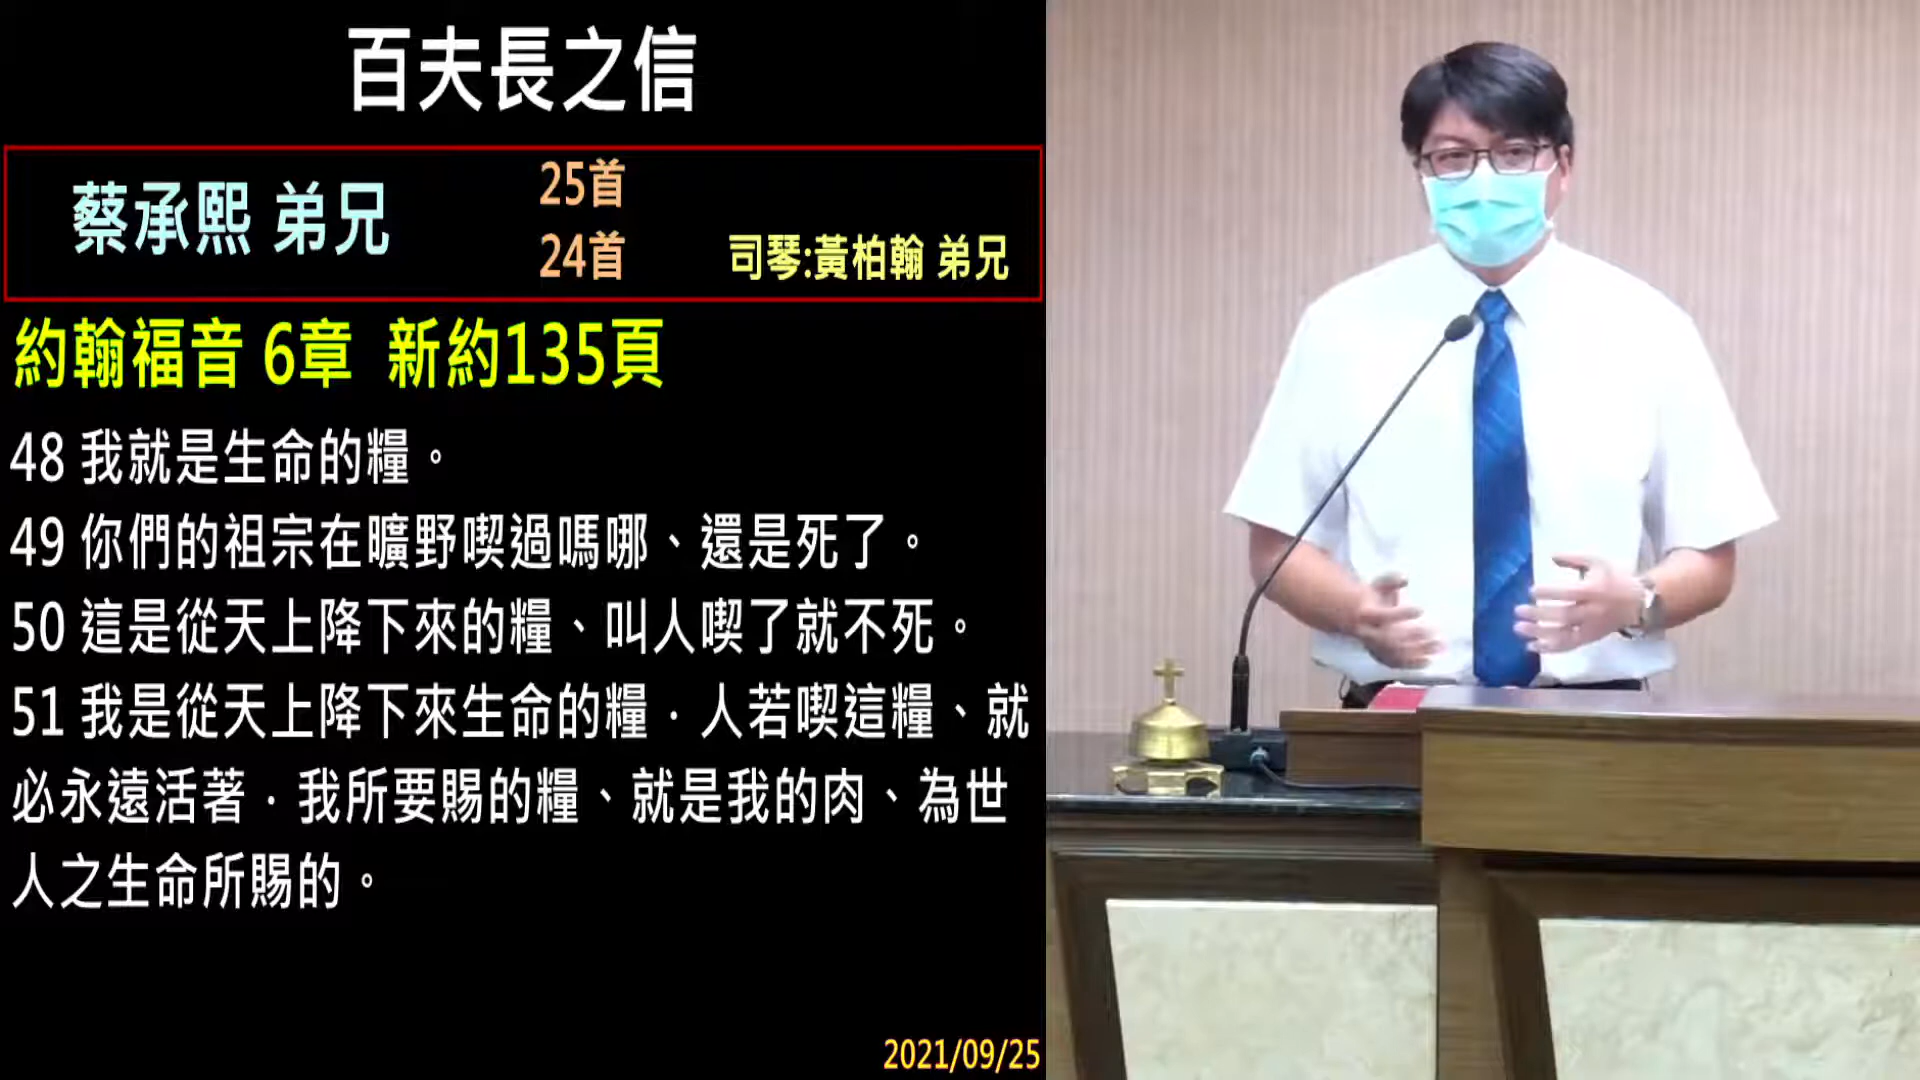 百夫長之信
蔡承熙 弟兄
25首
24首
司琴:黃柏翰 弟兄
約翰福音 6章 新約135頁
48 我就是生命的糧。
49 你們的祖宗在曠野喫過嗎哪、還是死了。
50 這是從天上降下來的糧、叫人喫了就不死。
51 我是從天上降下來生命的糧．人若喫這糧、就
必永遠活著．我所要賜的糧、就是我的肉、為世
人之生命所賜的。
2021/09/25